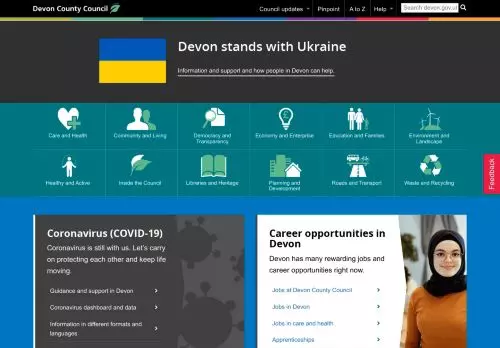 Devon County Council
Council updates
Pinpoint
A to Z
Help
Search devon.gov.uk
Devon stands with Ukraine
Information and support and how people in Devon can help.
Care and Health
Community and Living
Democracy and
Transparency
Economy and Enterprise
Education and Families
Environment and
Landscape
Healthy and Active
Inside the Council
Libraries and Heritage
Planning and
Development
Roads and Transport
Waste and Recycling
Feedback
Coronavirus (COVID-19)
Coronavirus is still with us. Let's carry
on protecting each other and keep life
moving.
Guidance and support in Devon
Coronavirus dashboard and data
Information in different formats and
languages
Career opportunities in
Devon
Devon has many rewarding jobs and
career opportunities right now.
Jobs at Devon County Council
Jobs in Devon
Jobs in care and health
Apprenticeships